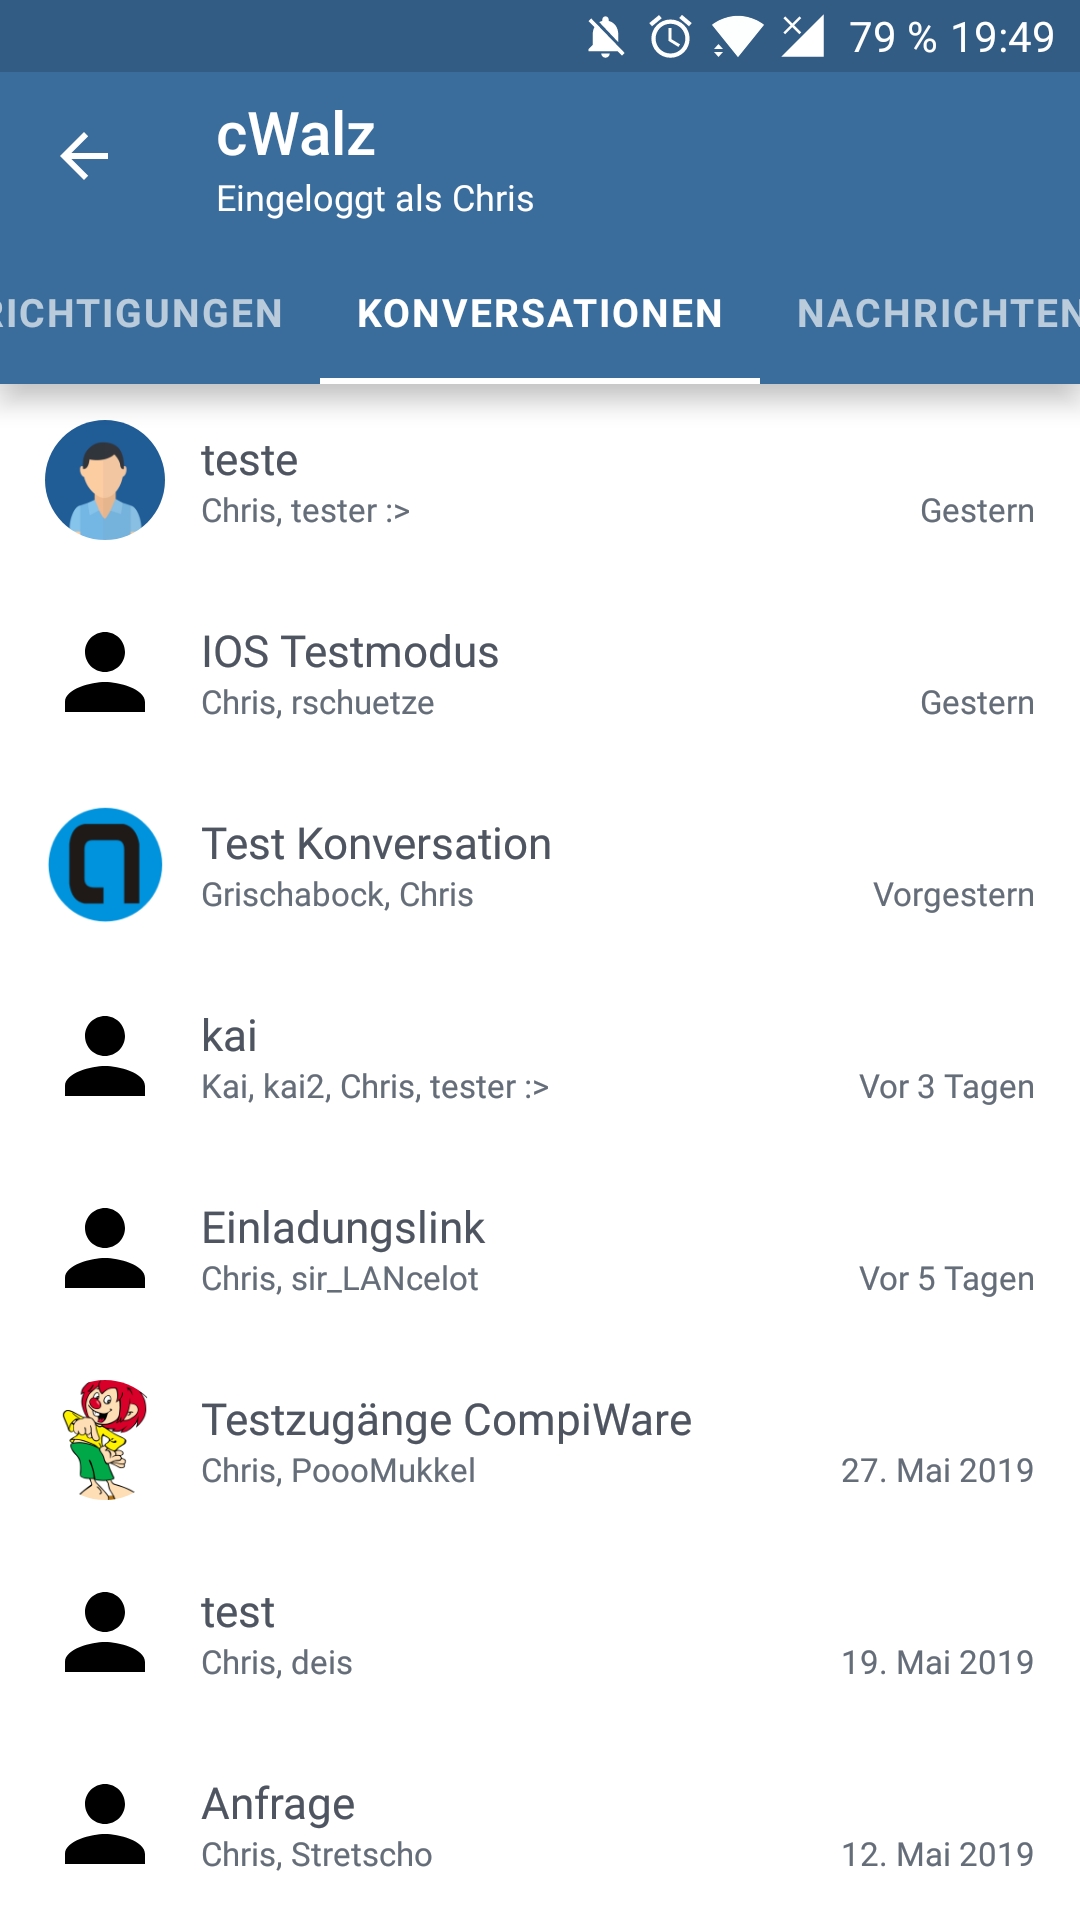 79 % 19:49
cWalz
Eingeloggt als Chris
RICHTIGUNGEN KONVERSATIONEN NACHRICHTEN
teste
Chris, tester :> Gestern
IOS Testmodus
Chris, rschuetze Gestern
Test Konversation
Grischabock, Chris Vorgestern
kai
Kai, kai2, Chris, tester :> Vor 3 Tagen
Einladungslink
Chris, sir_LANcelot Vor 5 Tagen
Testzugänge CompiWare
Chris, PoooMukkel 27. Mai 2019
test
Chris, deis 19. Mai 2019
Anfrage
Chris, Stretscho 12. Mai 2019